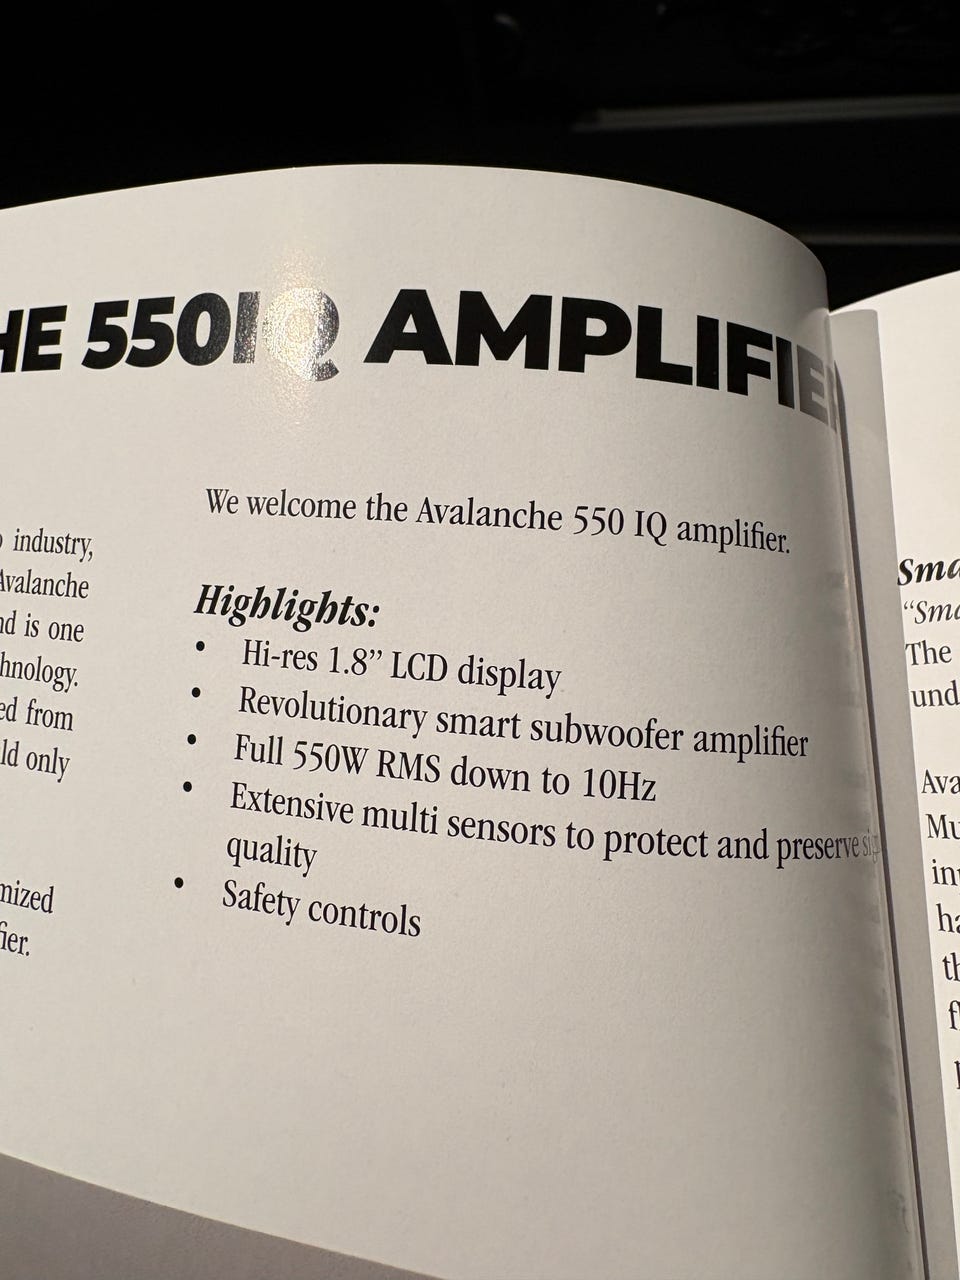 HE 550IQ AMPLIFIE
industry,
Avalanche
nd is one
hnology.
ed from
ld only
mized
fier.
We welcome the Avalanche 550 IQ amplifier.
Highlights:
• Hi-res 1.8” LCD display
• Revolutionary smart subwoofer amplifier
• Full 550W RMS down to 10Hz
• Extensive multi sensors to protect and preserve
quality
• Safety controls
Sma
“Sma
The
und
Ava
Mu
inp
ha
th